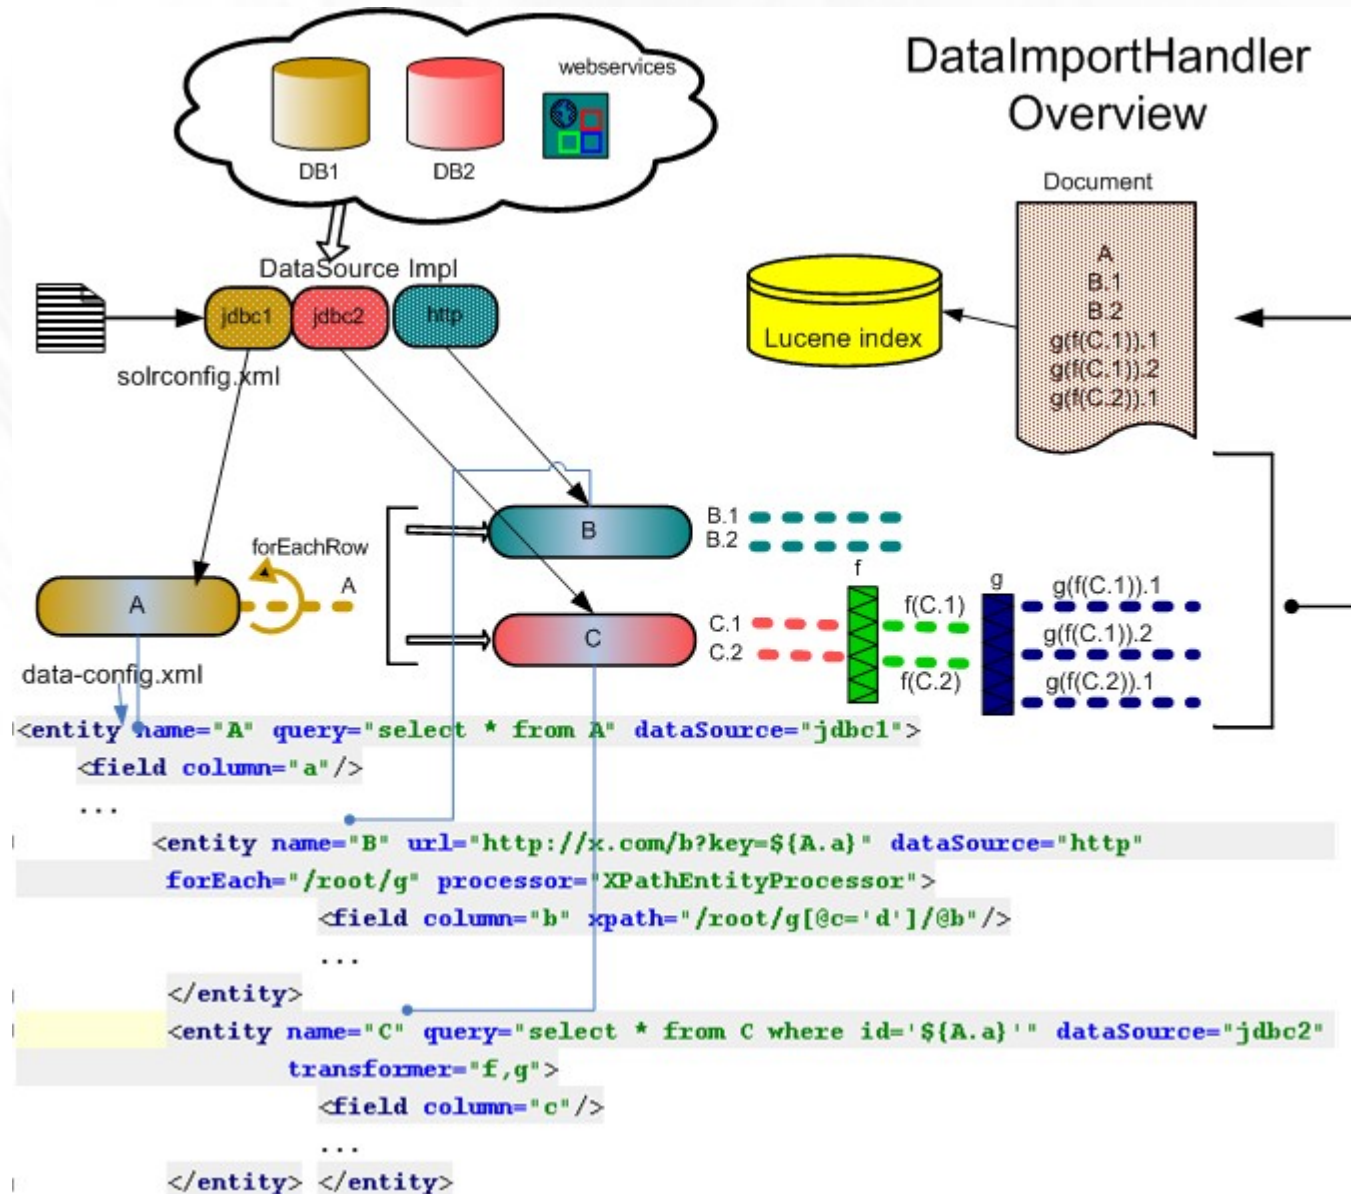 DataImportHandler
Overview
webservices
DB1
DB2
DataSource Impl
jdbc1
jdbc2
http
solrconfig.xml
Document
A
B.1
B.2
g(f(C.1)).1
g(f(C.1)).2
g(f(C.2)).1
Lucene index
forEachRow
A
A
B
B.1
B.2
C
C.1
C.2
f
f(C.1)
f(C.2)
g
g(f(C.1)).1
g(f(C.1)).2
g(f(C.2)).1
data-config.xml
<entity name="A" query="select * from A" dataSource="jdbc1">
<field column="a"/>
...
<entity name="B" url="http://x.com/b?key=${A.a}" dataSource="http"
forEach="/root/g" processor="XPathEntityProcessor">
<field column="b" xpath="/root/g[@c='d']/@b"/>
...
</entity>
<entity name="C" query="select * from C where id='${A.a}'" dataSource="jdbc2"
transformer="f,g">
<field column="c"/>
...
</entity> </entity>